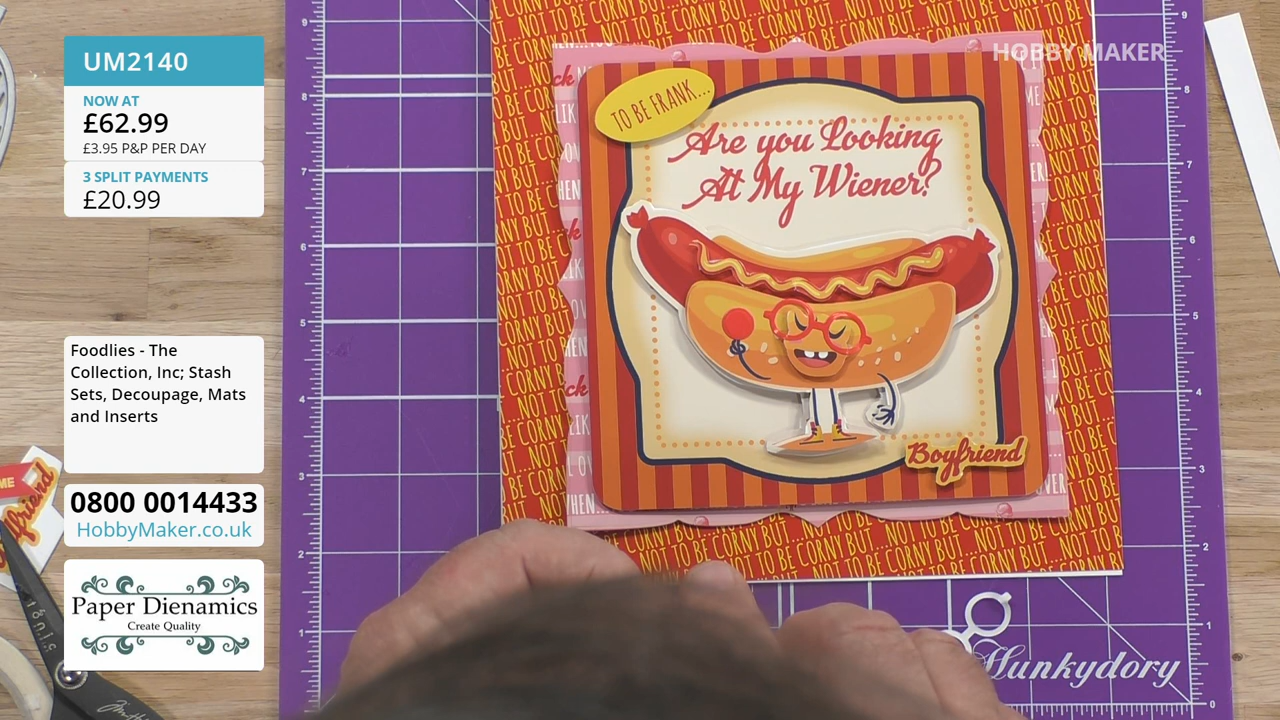 UM2140
NOW AT
£62.99
£3.95 P&P PER DAY
3 SPLIT PAYMENTS
£20.99
Foodlies - The
Collection, Inc; Stash
Sets, Decoupage, Mats
and Inserts
0800 0014433
HobbyMaker.co.uk
Paper Dienamics
Create Quality
HOBBY MAKER
TO BE FRANK...
Are you Looking
At My Wiener?
Boyfriend
NOT TO BE CORNY BUT...
Hunkydory